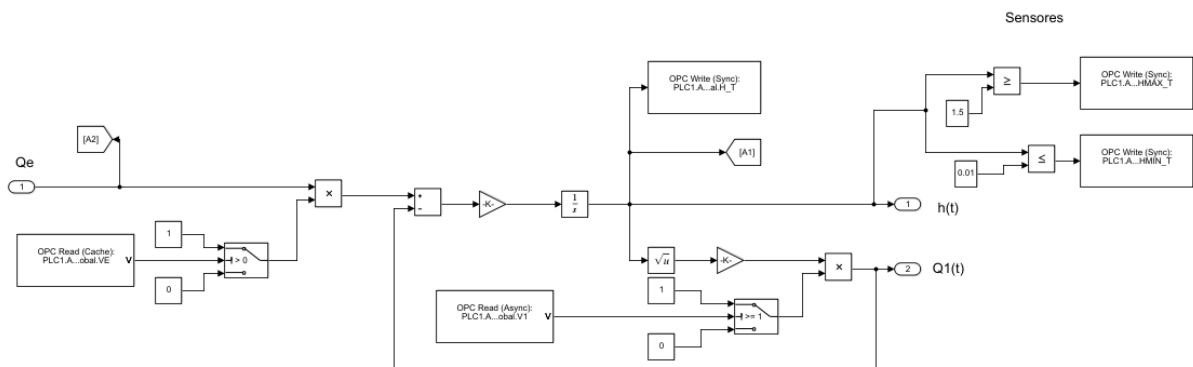 Sensores
OPC Write (Sync):
PLC1.A...al.H_T
OPC Write (Sync):
PLC1.A...HMAX_T
≥
1.5
[A2]
[A1]
OPC Write (Sync):
PLC1.A...HMIN_T
≤
0.01
Qe
1
×
+
-
-K-
1
s
1
h(t)
OPC Read (Cache):
PLC1.A...obal.VE
V
1
> 0
0
√u
-K-
×
2
Q1(t)
OPC Read (Async):
PLC1.A...obal.V1
V
1
>= 1
0